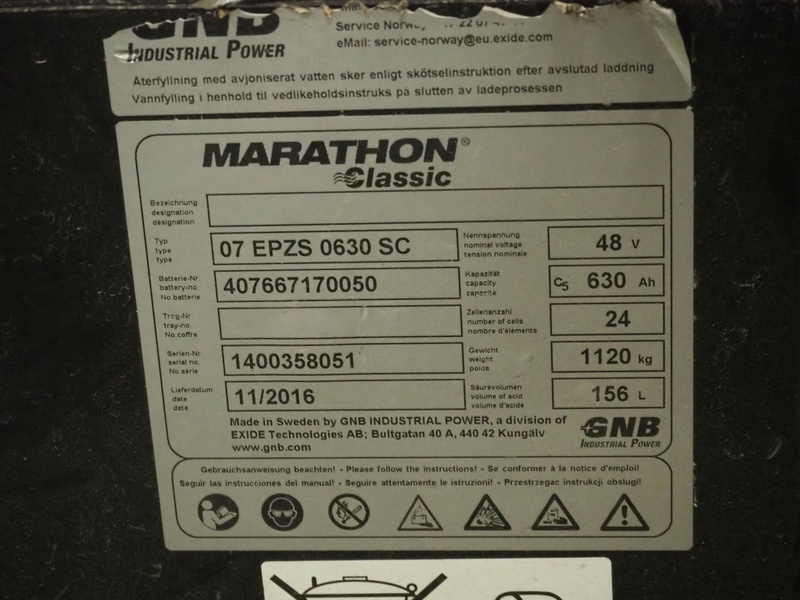 GNB
INDUSTRIAL POWER
Service
eMail: service-norway@eu.exide.com
Återfyllning med avjoniserat vatten sker enligt skötselinstruktion efter avslutad laddning
Vannfylling i henhold til vedlikeholdsinstruks på slutten av ladeprosessen
MARATHON®
Classic
Bezeichnung
designation
désignation
Typ
type
type
07 EPZS 0630 SC
Nennspannung
nominal voltage
tension nominale
48 V
Batterie-Nr.
battery-no.
No.batterie
407667170050
Kapazität
capacity
capacité
C5 630 Ah
Trog-Nr.
tray-no.
No.coffre
Zellenanzahl
number of cells
nombre d'éléments
24
Serien-Nr.
serial no.
No.série
1400358051
Gewicht
weight
poids
1120 kg
Lieferdatum
date
date
11/2016
Säurevolumen
volume of acid
volume d'acide
156 L
Made in Sweden by GNB INDUSTRIAL POWER, a division of
EXIDE Technologies AB; Bultgatan 40 A, 440 42 Kungälv
www.gnb.com
GNB
INDUSTRIAL POWER
Gebrauchsanweisung beachten! - Please follow the instructions! - Se conformer à la notice d'emploi!
Seguir las instrucciones del manual! - Seguire attentamente le istruzioni! - Przestrzegac instrukcji obslugi!